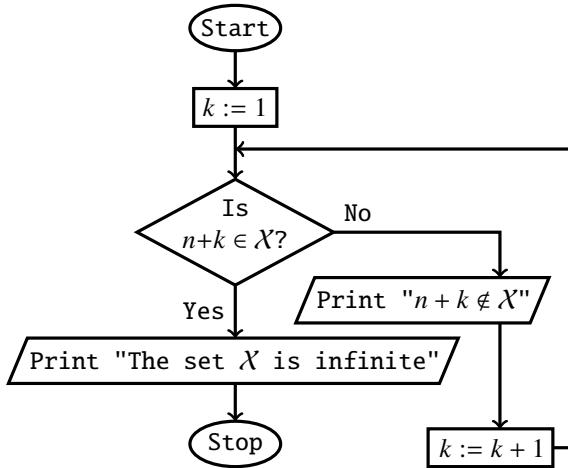 Start
k := 1
Is
n+k ∈ 𝒳?
No
Print "n + k ∉ 𝒳"
Yes
Print "The set 𝒳 is infinite"
Stop
k := k + 1